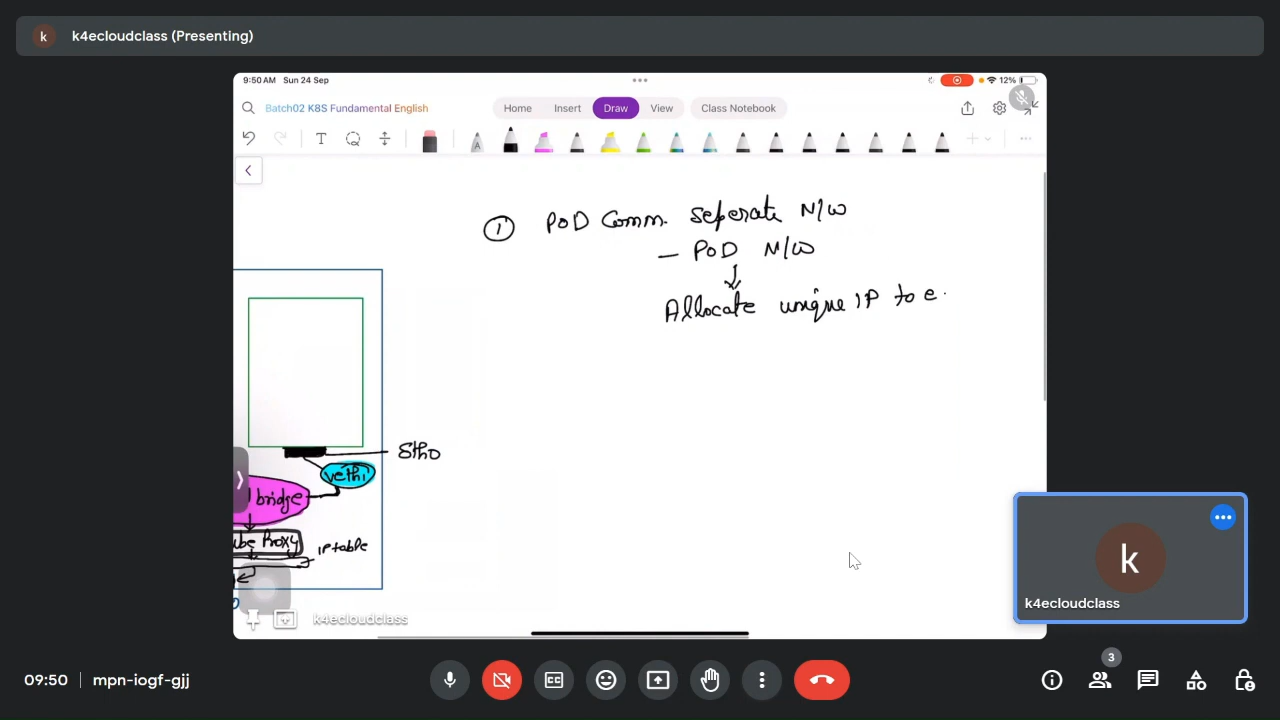 k
k4ecloudclass (Presenting)
9:50 AM Sun 24 Sep
12%
Batch02 K8S Fundamental English
Home Insert Draw View Class Notebook
T
A
① POD Comm. seperate N/W
— POD N/W
Allocate unique IP to e
Etho
veth1
bridge
ube Proxy
IPtable
k4ecloudclass
k
k4ecloudclass
09:50 | mpn-iogf-gjj
CC
3